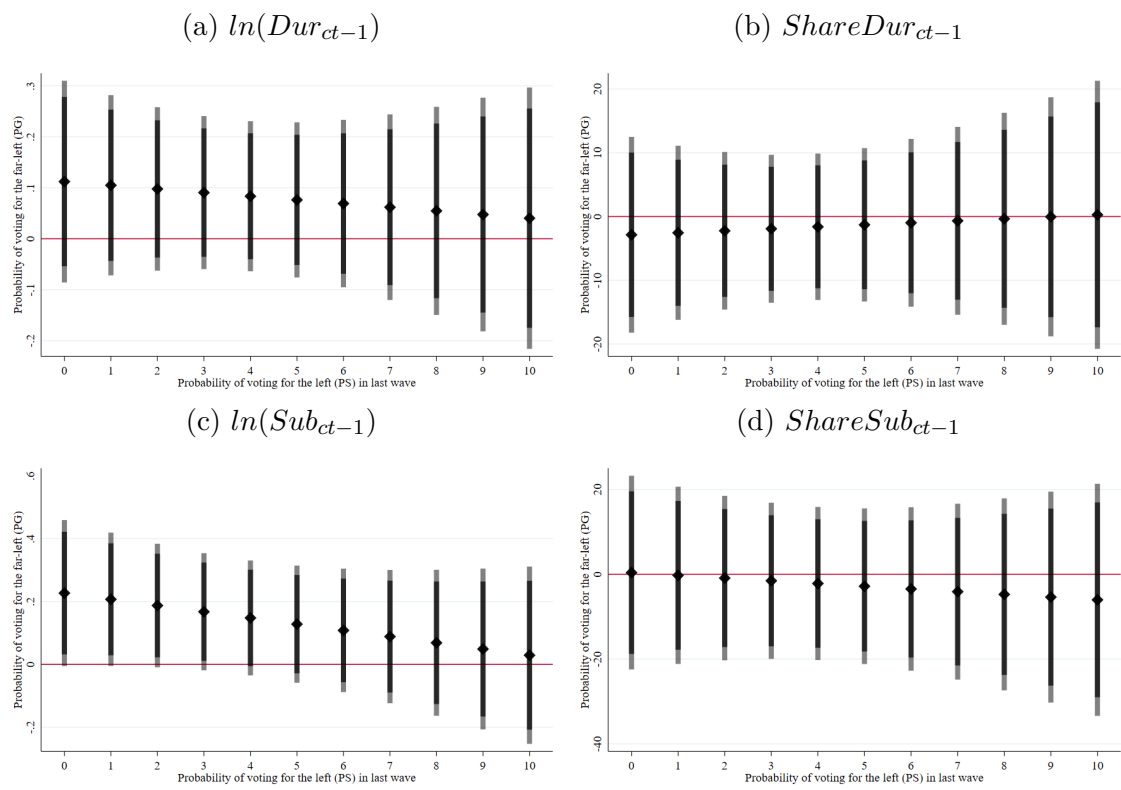 (a) ln(Dur_{ct−1})
(b) ShareDur_{ct−1}
Probability of voting for the far-left (PG)
.3
.2
.1
0
-.1
-.2
0 1 2 3 4 5 6 7 8 9 10
Probability of voting for the left (PS) in last wave
Probability of voting for the far-left (PG)
20
10
0
-10
-20
0 1 2 3 4 5 6 7 8 9 10
Probability of voting for the left (PS) in last wave
(c) ln(Sub_{ct−1})
(d) ShareSub_{ct−1}
Probability of voting for the far-left (PG)
.6
.4
.2
0
-.2
0 1 2 3 4 5 6 7 8 9 10
Probability of voting for the left (PS) in last wave
Probability of voting for the far-left (PG)
20
0
-20
-40
0 1 2 3 4 5 6 7 8 9 10
Probability of voting for the left (PS) in last wave